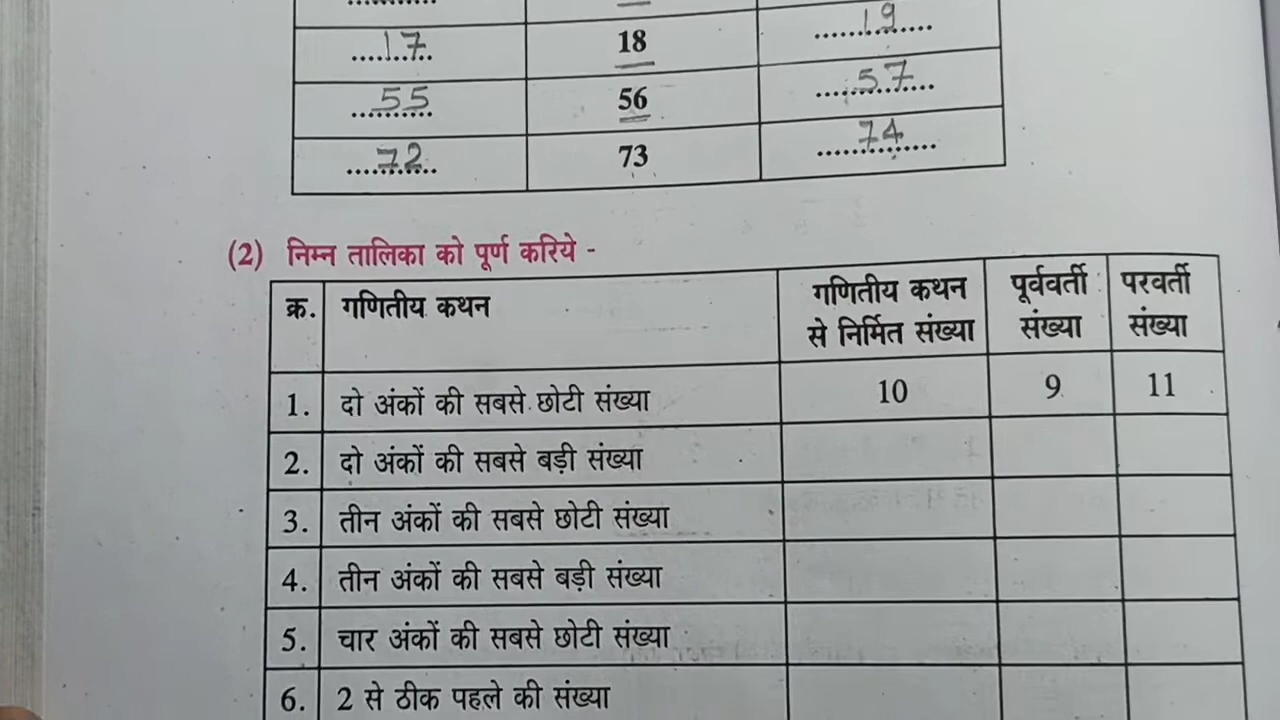 17 18 19
55 56 57
72 73 74
(2) निम्न तालिका को पूर्ण करिये -
क्र. गणितीय कथन गणितीय कथन से निर्मित संख्या पूर्ववर्ती संख्या परवर्ती संख्या
1. दो अंकों की सबसे छोटी संख्या 10 9 11
2. दो अंकों की सबसे बड़ी संख्या
3. तीन अंकों की सबसे छोटी संख्या
4. तीन अंकों की सबसे बड़ी संख्या
5. चार अंकों की सबसे छोटी संख्या
6. 2 से ठीक पहले की संख्या